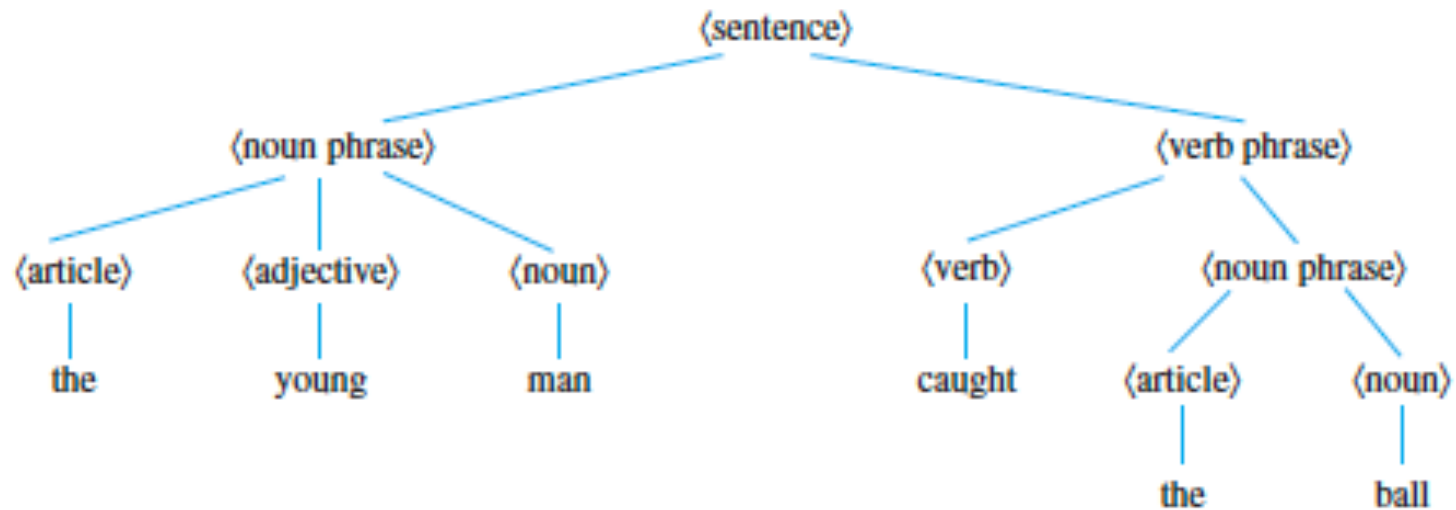 ⟨sentence⟩
⟨noun phrase⟩ ⟨verb phrase⟩
⟨article⟩ ⟨adjective⟩ ⟨noun⟩ ⟨verb⟩ ⟨noun phrase⟩
the young man caught ⟨article⟩ ⟨noun⟩
the ball